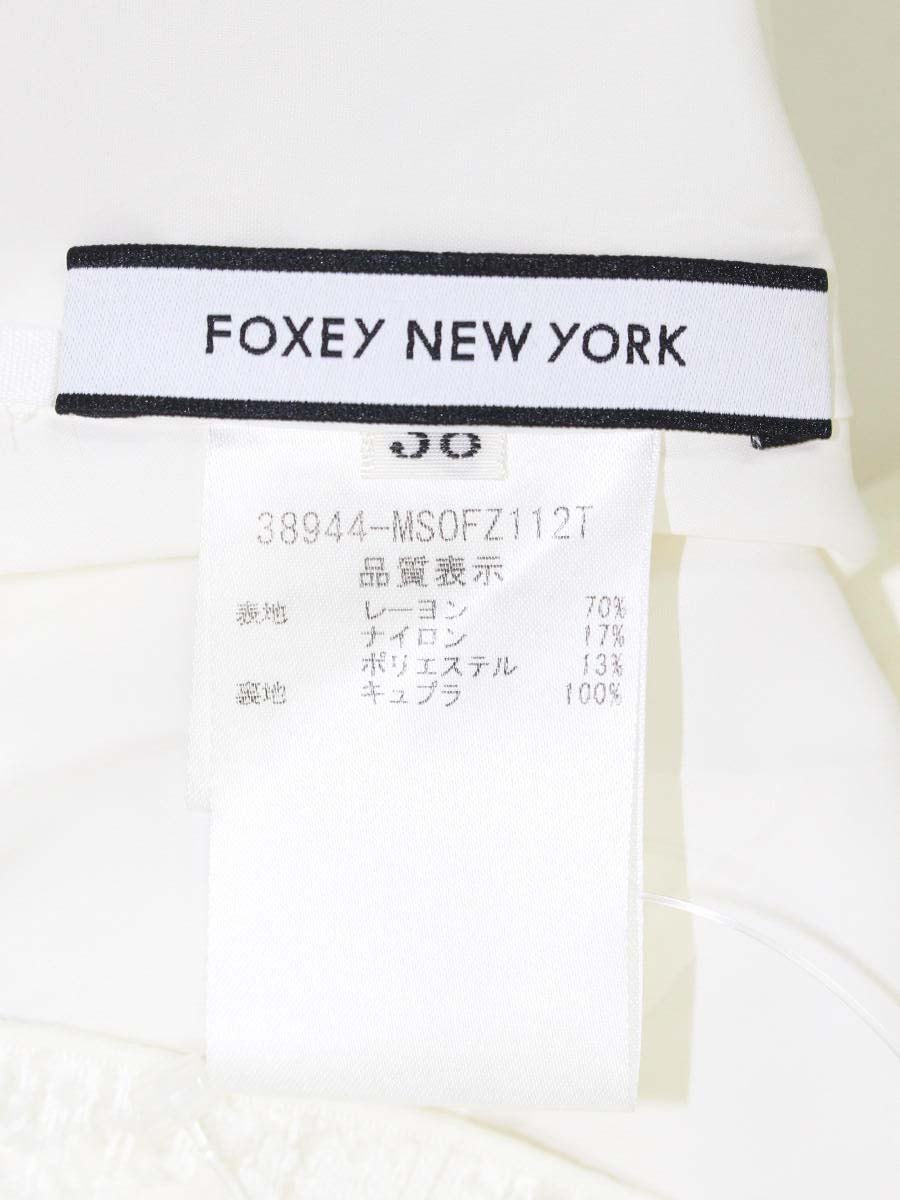 FOXEY NEW YORK
38
38944-MSOFZ112T
品質表示
表地 レーヨン 70%
ナイロン 17%
ポリエステル 13%
裏地 キュプラ 100%